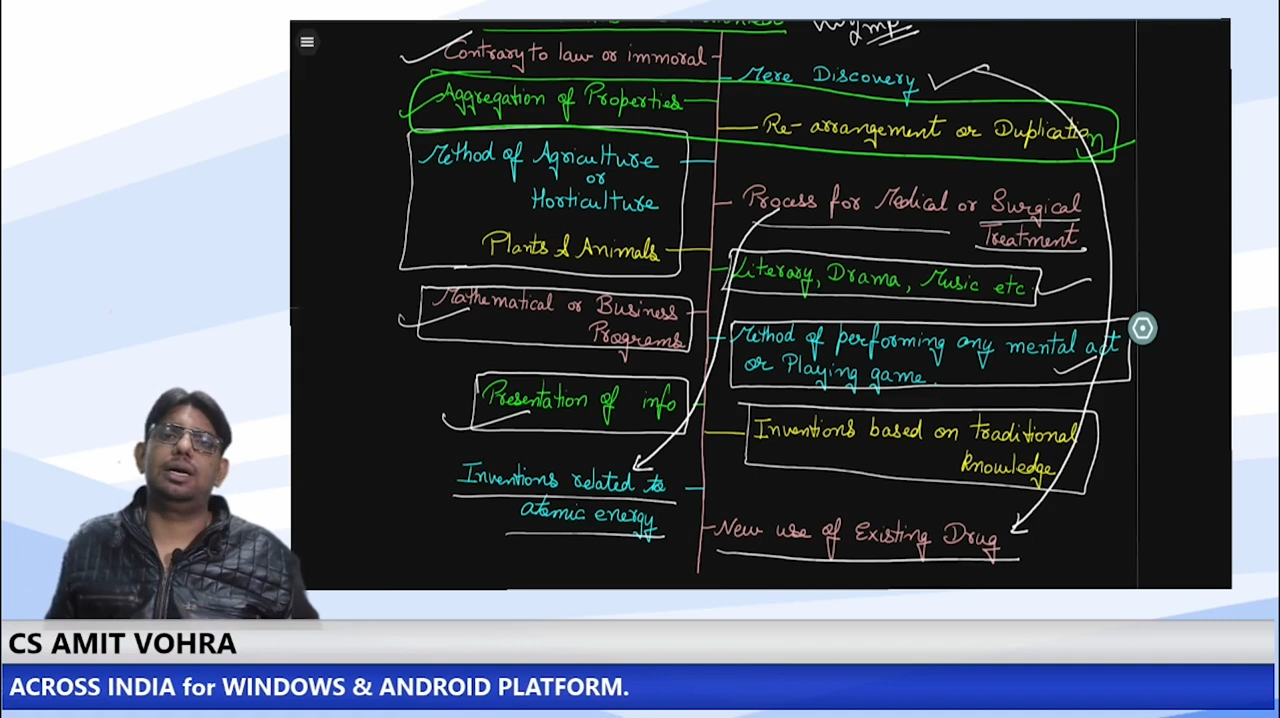 Contrary to law or immoral
Mere Discovery
Aggregation of Properties
Re-arrangement or Duplication
Method of Agriculture
or
Horticulture
Process for Medical or Surgical
Treatment
Plants & Animals
Literary, Drama, Music etc
Mathematical or Business
Programs
Method of performing any mental act
or Playing game.
Presentation of info
Inventions based on traditional
knowledge
Inventions related to
atomic energy
New use of Existing Drug
CS AMIT VOHRA
ACROSS INDIA for WINDOWS & ANDROID PLATFORM.